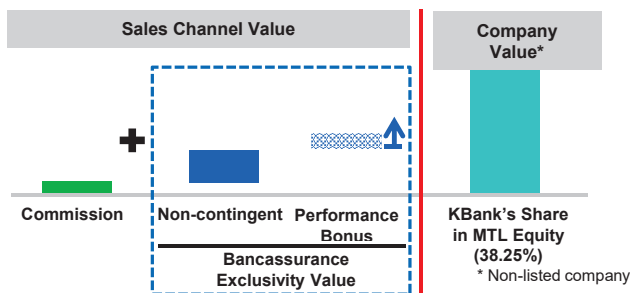 Sales Channel Value
Company
Value*
Commission
Non-contingent
Performance
Bonus
Bancassurance
Exclusivity Value
KBank's Share
in MTL Equity
(38.25%)
* Non-listed company